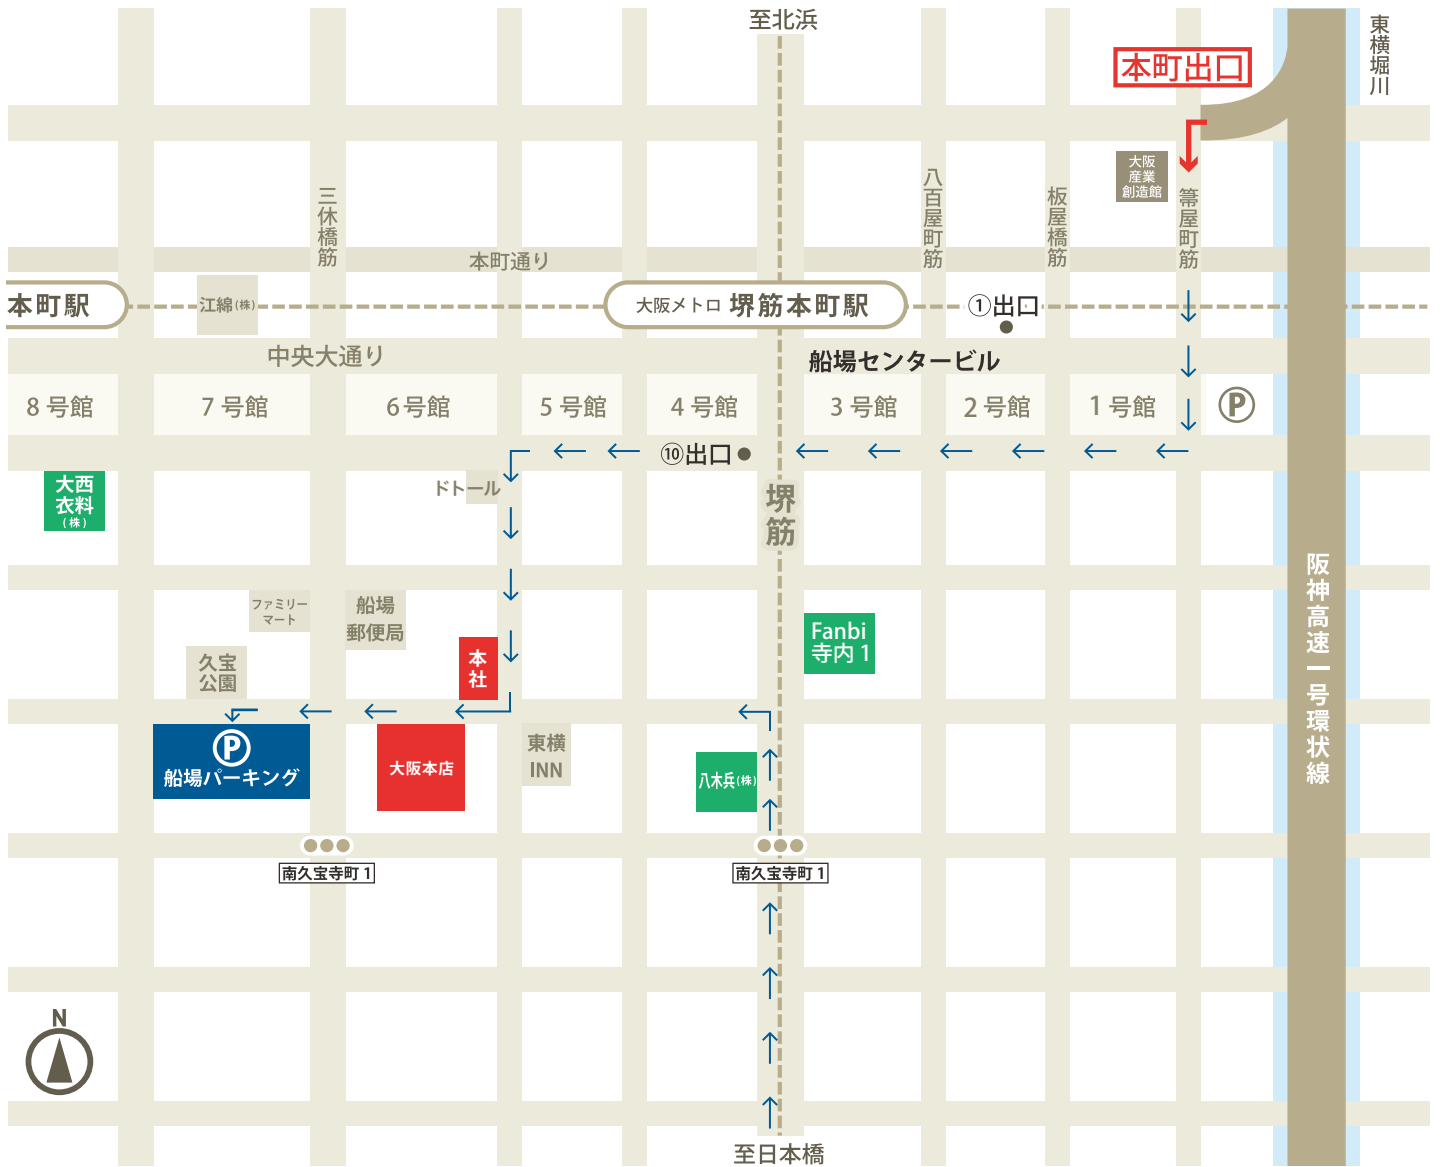 至北浜
東横堀川
本町出口
大阪
産業
創造館
三休橋筋
八百屋町筋
板屋橋筋
箒屋町筋
本町通り
本町駅
江綿(株)
大阪メトロ 堺筋本町駅
①出口
中央大通り
船場センタービル
8 号館
7 号館
6号館
5 号館
4 号館
3 号館
2 号館
1 号館
P
⑩出口
大西
衣料
(株)
ドトール
堺筋
阪神高速一号環状線
ファミリー
マート
船場
郵便局
Fanbi
寺内 1
本社
久宝
公園
P
船場パーキング
大阪本店
東横
INN
八木兵(株)
南久宝寺町 1
南久宝寺町 1
N
至日本橋